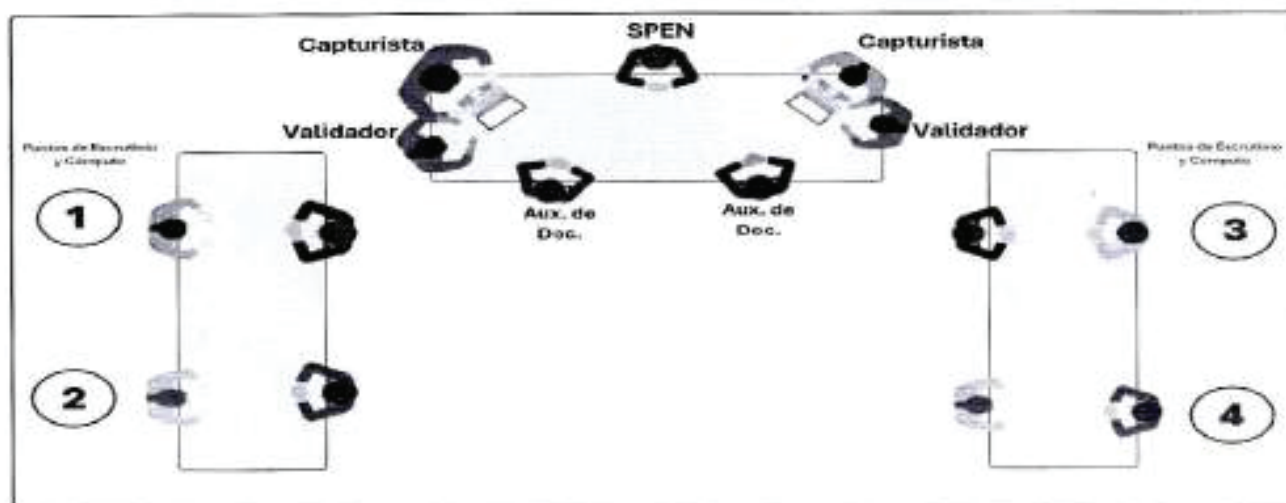 SPEN
Capturista
Capturista
Validador
Validador
Puntos de Escrutinio
y Cómputo
Puntos de Escrutinio
y Cómputo
1
Aux. de
Doc.
Aux. de
Doc.
3
2
4